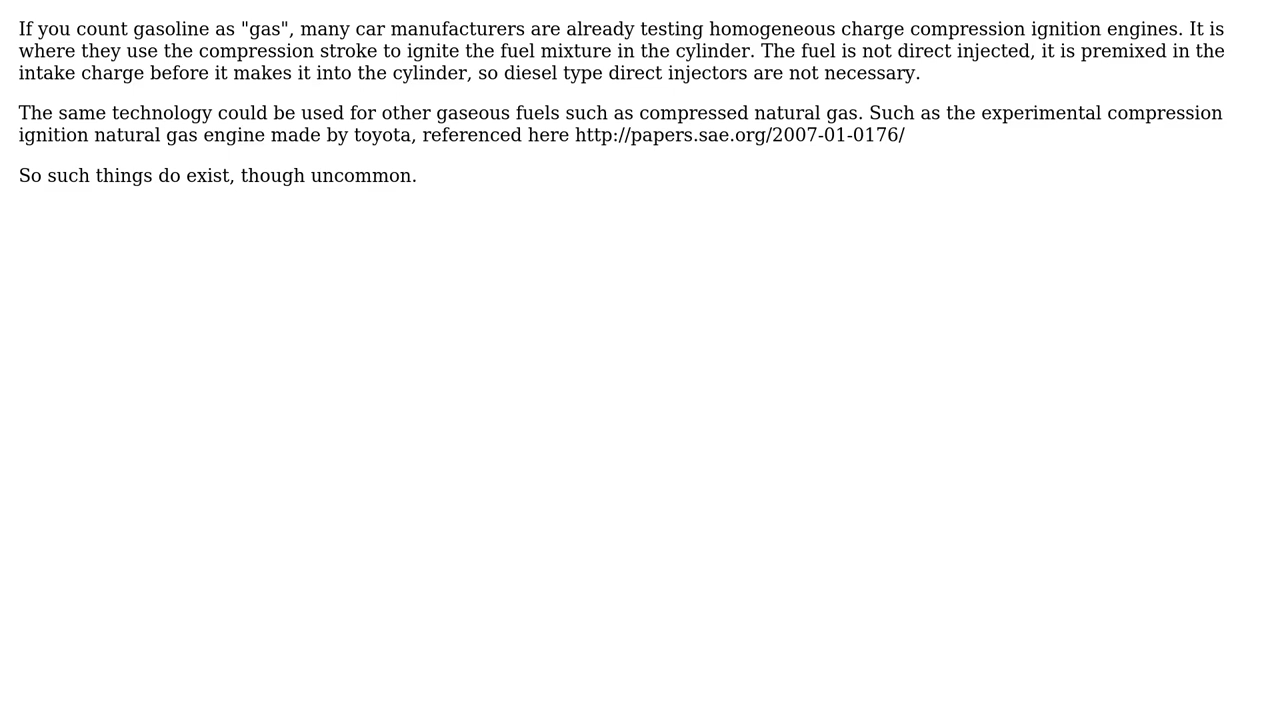 If you count gasoline as "gas", many car manufacturers are already testing homogeneous charge compression ignition engines. It is
where they use the compression stroke to ignite the fuel mixture in the cylinder. The fuel is not direct injected, it is premixed in the
intake charge before it makes it into the cylinder, so diesel type direct injectors are not necessary.
The same technology could be used for other gaseous fuels such as compressed natural gas. Such as the experimental compression
ignition natural gas engine made by toyota, referenced here http://papers.sae.org/2007-01-0176/
So such things do exist, though uncommon.